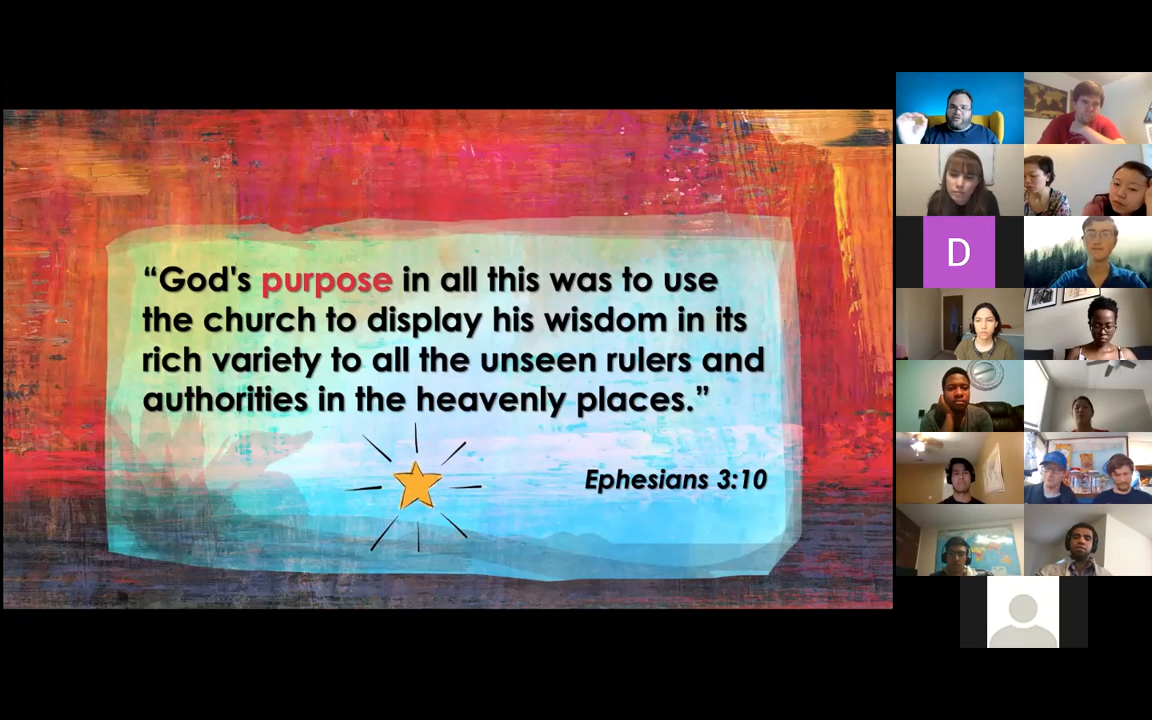 “God's purpose in all this was to use
the church to display his wisdom in its
rich variety to all the unseen rulers and
authorities in the heavenly places.”
Ephesians 3:10
D